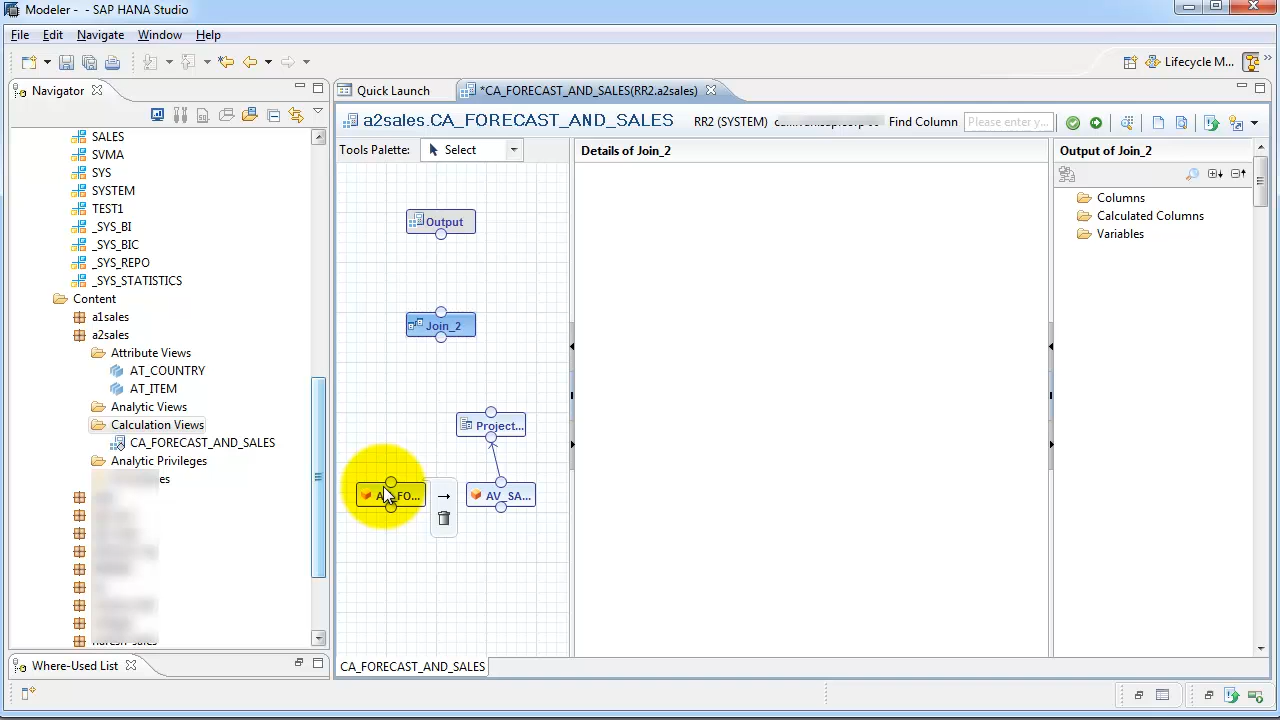 Modeler - - SAP HANA Studio
File Edit Navigate Window Help
Lifecycle M...
Navigator
Quick Launch
*CA_FORECAST_AND_SALES(RR2.a2sales)
a2sales.CA_FORECAST_AND_SALES
RR2 (SYSTEM)
Find Column
Please enter y...
Tools Palette:
Select
Details of Join_2
Output of Join_2
SALES
SVMA
SYS
SYSTEM
TEST1
_SYS_BI
_SYS_BIC
_SYS_REPO
_SYS_STATISTICS
Content
a1sales
a2sales
Attribute Views
AT_COUNTRY
AT_ITEM
Analytic Views
Calculation Views
CA_FORECAST_AND_SALES
Analytic Privileges
Output
Join_2
Project...
AV_SA...
Columns
Calculated Columns
Variables
CA_FORECAST_AND_SALES
Where-Used List